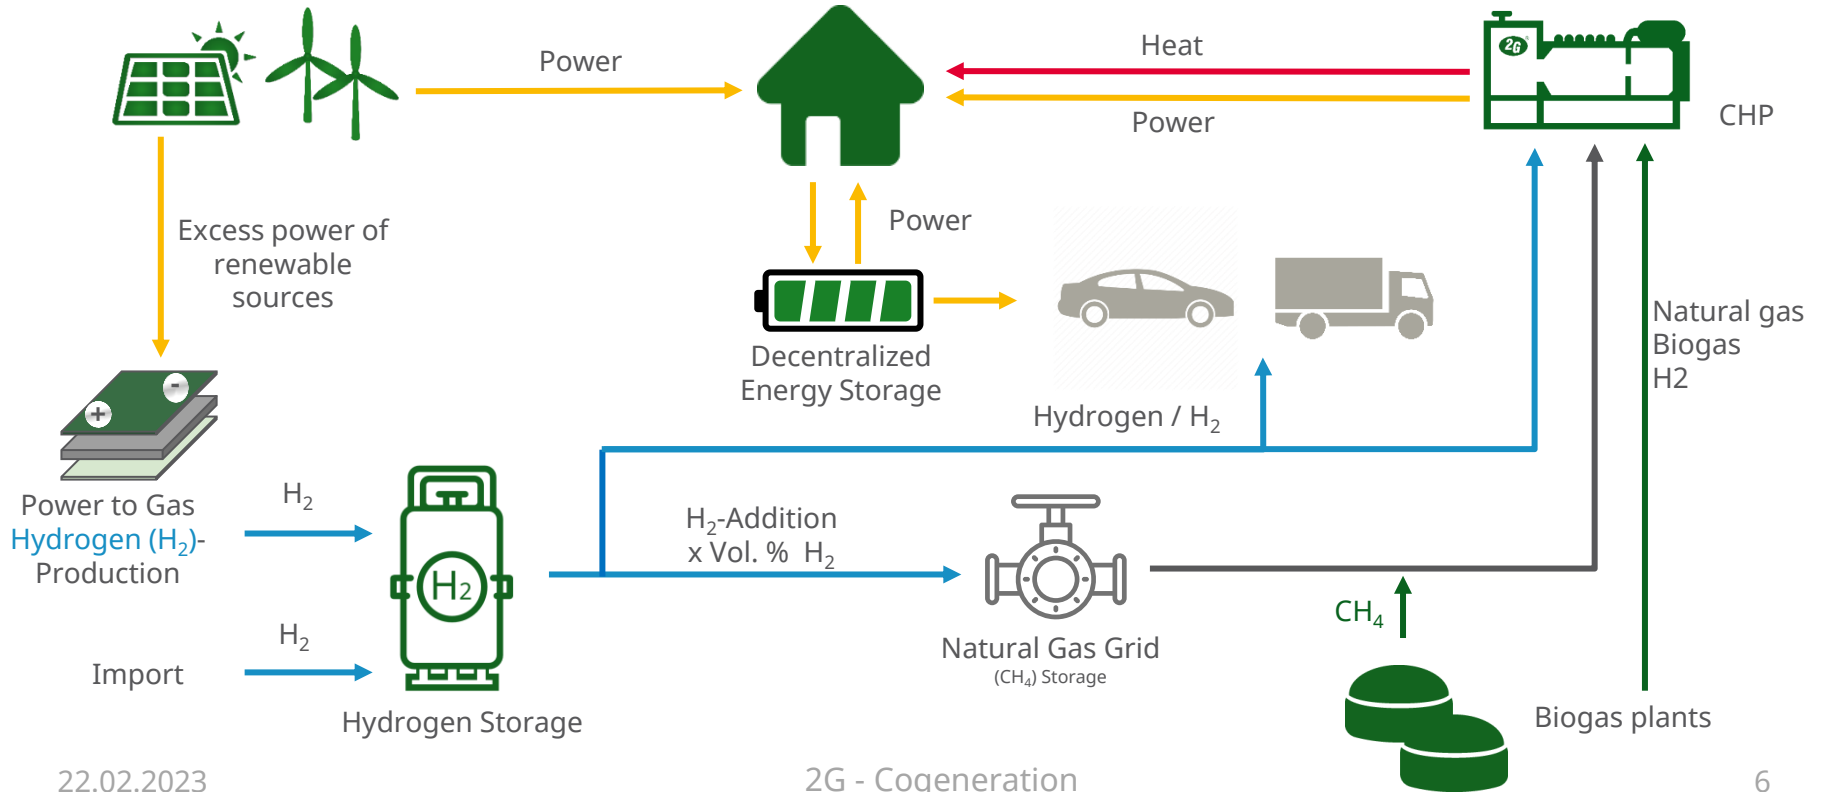 Power
Heat
Power
2G
CHP
Excess power of
renewable
sources
Power
Natural gas
Biogas
H2
Decentralized
Energy Storage
Hydrogen / H₂
-
+
Power to Gas
Hydrogen (H₂)-
Production
H₂
H₂-Addition
x Vol. % H₂
H₂
CH₄
H₂
Import
Natural Gas Grid
(CH₄) Storage
Hydrogen Storage
Biogas plants
22.02.2023
2G - Cogeneration
6